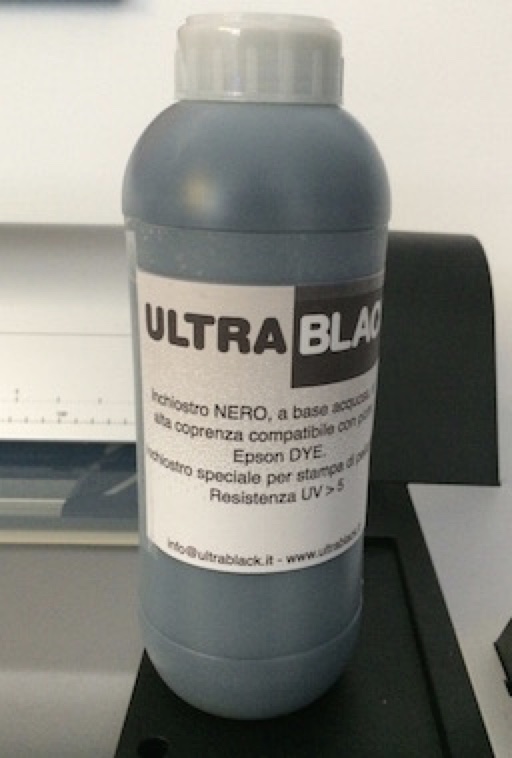 ULTRA BLAC
Inchiostro NERO, a base acquosa
alta coprenza compatibile con
Epson DYE.
Inchiostro speciale per stampa di
Resistenza UV > 5
info@ultrablack.it - www.ultrablack.i